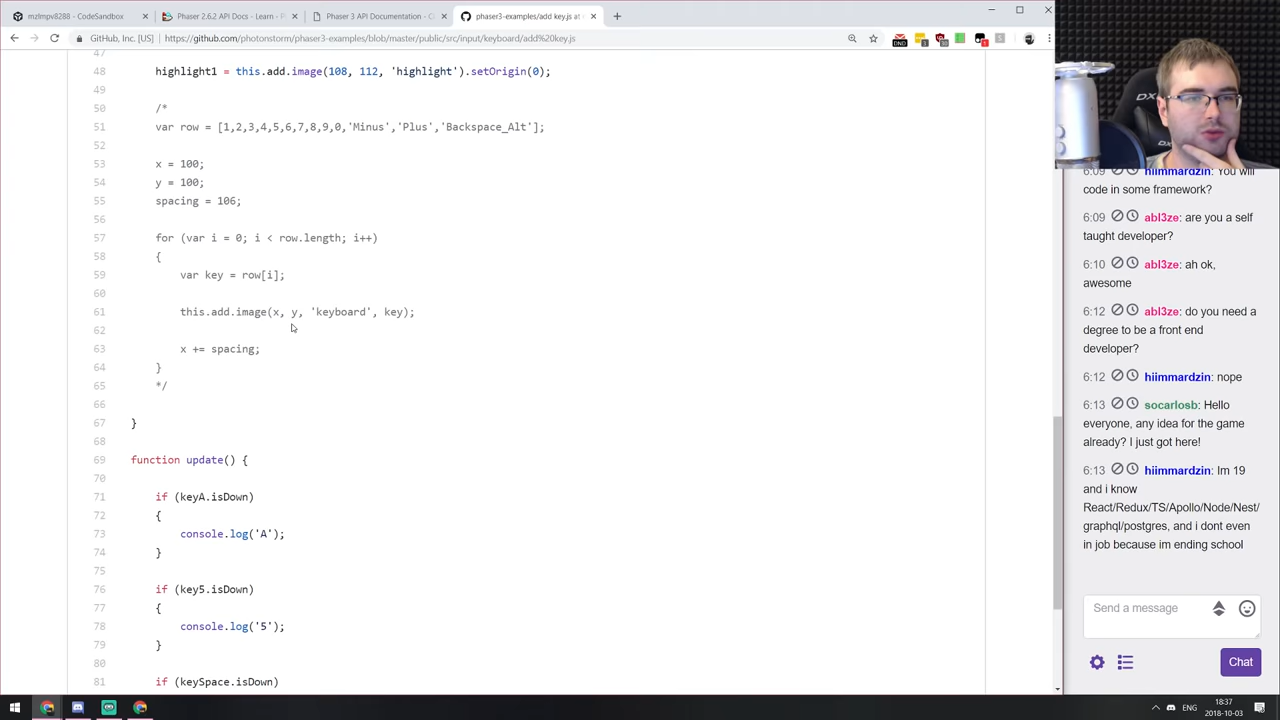 mzlmpv8288 - CodeSandbox
Phaser 2.6.2 API Docs - Learn - P
Phaser 3 API Documentation - C
phaser3-examples/add key.js at
GitHub, Inc. [US]
https://github.com/photonstorm/phaser3-examples/blob/master/public/src/input/keyboard/add%20key.js
47
48 highlight1 = this.add.image(108, 112, 'highlight').setOrigin(0);
49
50 /*
51 var row = [1,2,3,4,5,6,7,8,9,0,'Minus','Plus','Backspace_Alt'];
52
53 x = 100;
54 y = 100;
55 spacing = 106;
56
57 for (var i = 0; i < row.length; i++)
58 {
59 var key = row[i];
60
61 this.add.image(x, y, 'keyboard', key);
62
63 x += spacing;
64 }
65 */
66
67 }
68
69 function update() {
70
71 if (keyA.isDown)
72 {
73 console.log('A');
74 }
75
76 if (key5.isDown)
77 {
78 console.log('5');
79 }
80
81 if (keySpace.isDown)
6:09 hiimmardzin: You will
code in some framework?
6:09 abl3ze: are you a self
taught developer?
6:10 abl3ze: ah ok,
awesome
6:12 abl3ze: do you need a
degree to be a front end
developer?
6:12 hiimmardzin: nope
6:13 socarlosb: Hello
everyone, any idea for the game
already? I just got here!
6:13 hiimmardzin: Im 19
and i know
React/Redux/TS/Apollo/Node/Nest/
graphql/postgres, and i dont even
in job because im ending school
Send a message
Chat
ENG
18:37
2018-10-03